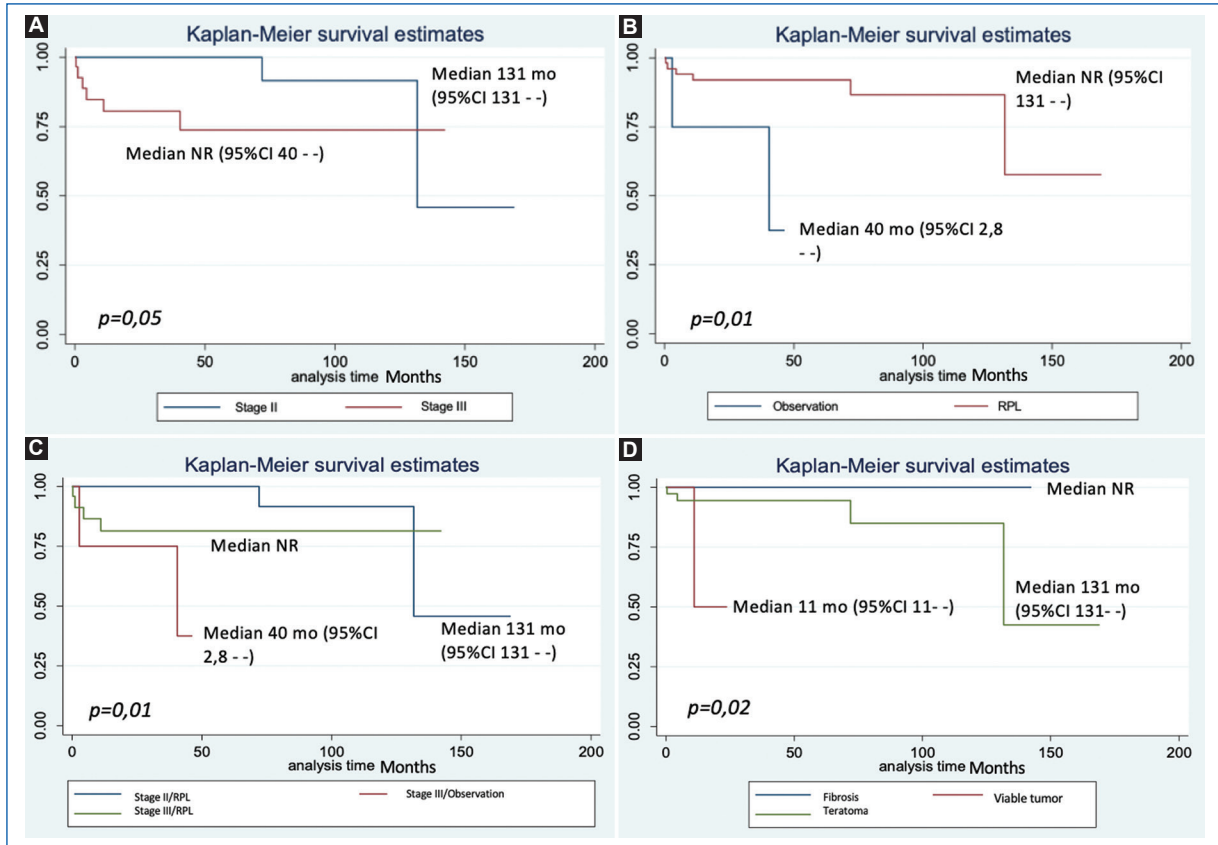 A
Kaplan-Meier survival estimates
1.00
0.75
0.50
0.25
0.00
Median 131 mo
(95%CI 131 - -)
Median NR (95%CI 40 - -)
p=0,05
0 50 100 150 200
analysis time Months
Stage II Stage III
B
Kaplan-Meier survival estimates
1.00
0.75
0.50
0.25
0.00
Median NR (95%CI
131 - -)
Median 40 mo (95%CI 2,8
- -)
p=0,01
0 50 100 150 200
analysis time Months
Observation RPL
C
Kaplan-Meier survival estimates
1.00
0.75
0.50
0.25
0.00
Median NR
Median 40 mo (95%CI
2,8 - -)
Median 131 mo
(95%CI 131 - -)
p=0,01
0 50 100 150 200
analysis time Months
Stage II/RPL Stage III/Observation
Stage III/RPL
D
Kaplan-Meier survival estimates
1.00
0.75
0.50
0.25
0.00
Median NR
Median 11 mo (95%CI 11- -)
Median 131 mo
(95%CI 131- -)
p=0,02
0 50 100 150 200
analysis time Months
Fibrosis Viable tumor
Teratoma